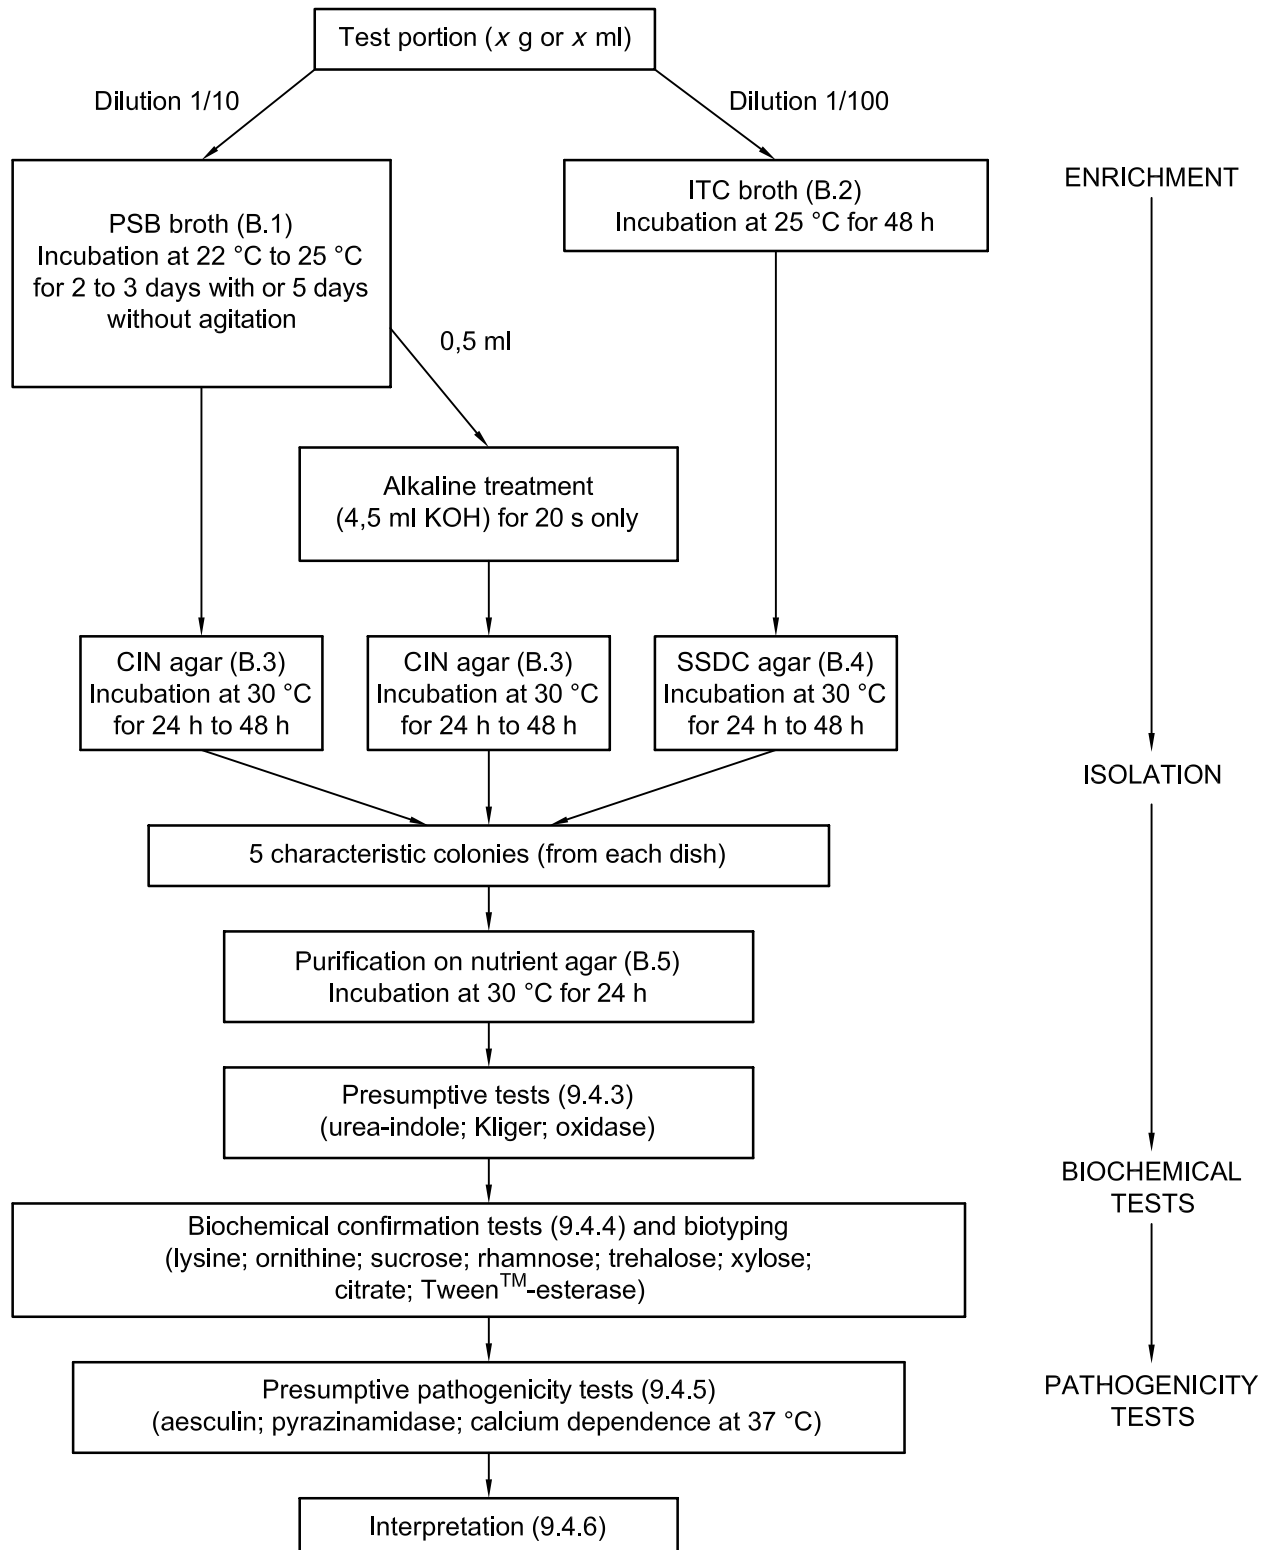 Test portion (x g or x ml)
Dilution 1/10
Dilution 1/100
PSB broth (B.1)
Incubation at 22 °C to 25 °C
for 2 to 3 days with or 5 days
without agitation
ITC broth (B.2)
Incubation at 25 °C for 48 h
ENRICHMENT
0,5 ml
Alkaline treatment
(4,5 ml KOH) for 20 s only
CIN agar (B.3)
Incubation at 30 °C
for 24 h to 48 h
CIN agar (B.3)
Incubation at 30 °C
for 24 h to 48 h
SSDC agar (B.4)
Incubation at 30 °C
for 24 h to 48 h
ISOLATION
5 characteristic colonies (from each dish)
Purification on nutrient agar (B.5)
Incubation at 30 °C for 24 h
Presumptive tests (9.4.3)
(urea-indole; Kliger; oxidase)
BIOCHEMICAL
TESTS
Biochemical confirmation tests (9.4.4) and biotyping
(lysine; ornithine; sucrose; rhamnose; trehalose; xylose;
citrate; Tween™-esterase)
Presumptive pathogenicity tests (9.4.5)
(aesculin; pyrazinamidase; calcium dependence at 37 °C)
PATHOGENICITY
TESTS
Interpretation (9.4.6)